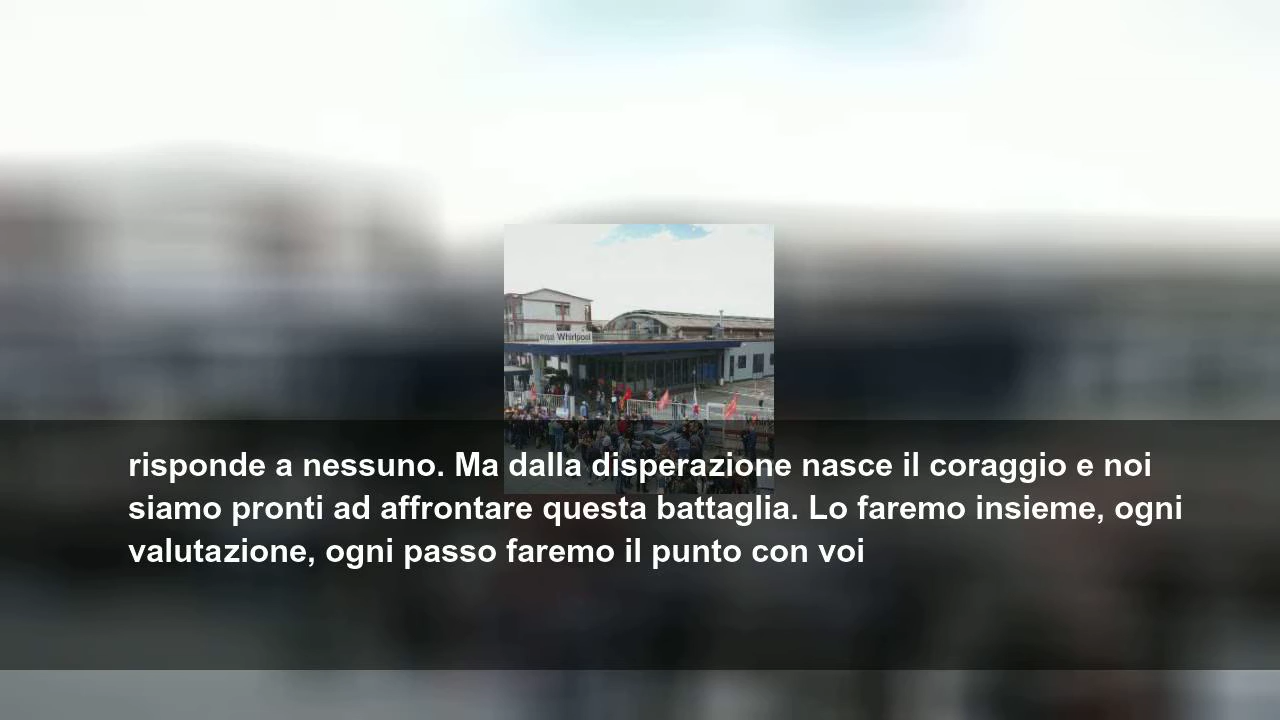 Whirlpool
risponde a nessuno. Ma dalla disperazione nasce il coraggio e noi
siamo pronti ad affrontare questa battaglia. Lo faremo insieme, ogni
valutazione, ogni passo faremo il punto con voi